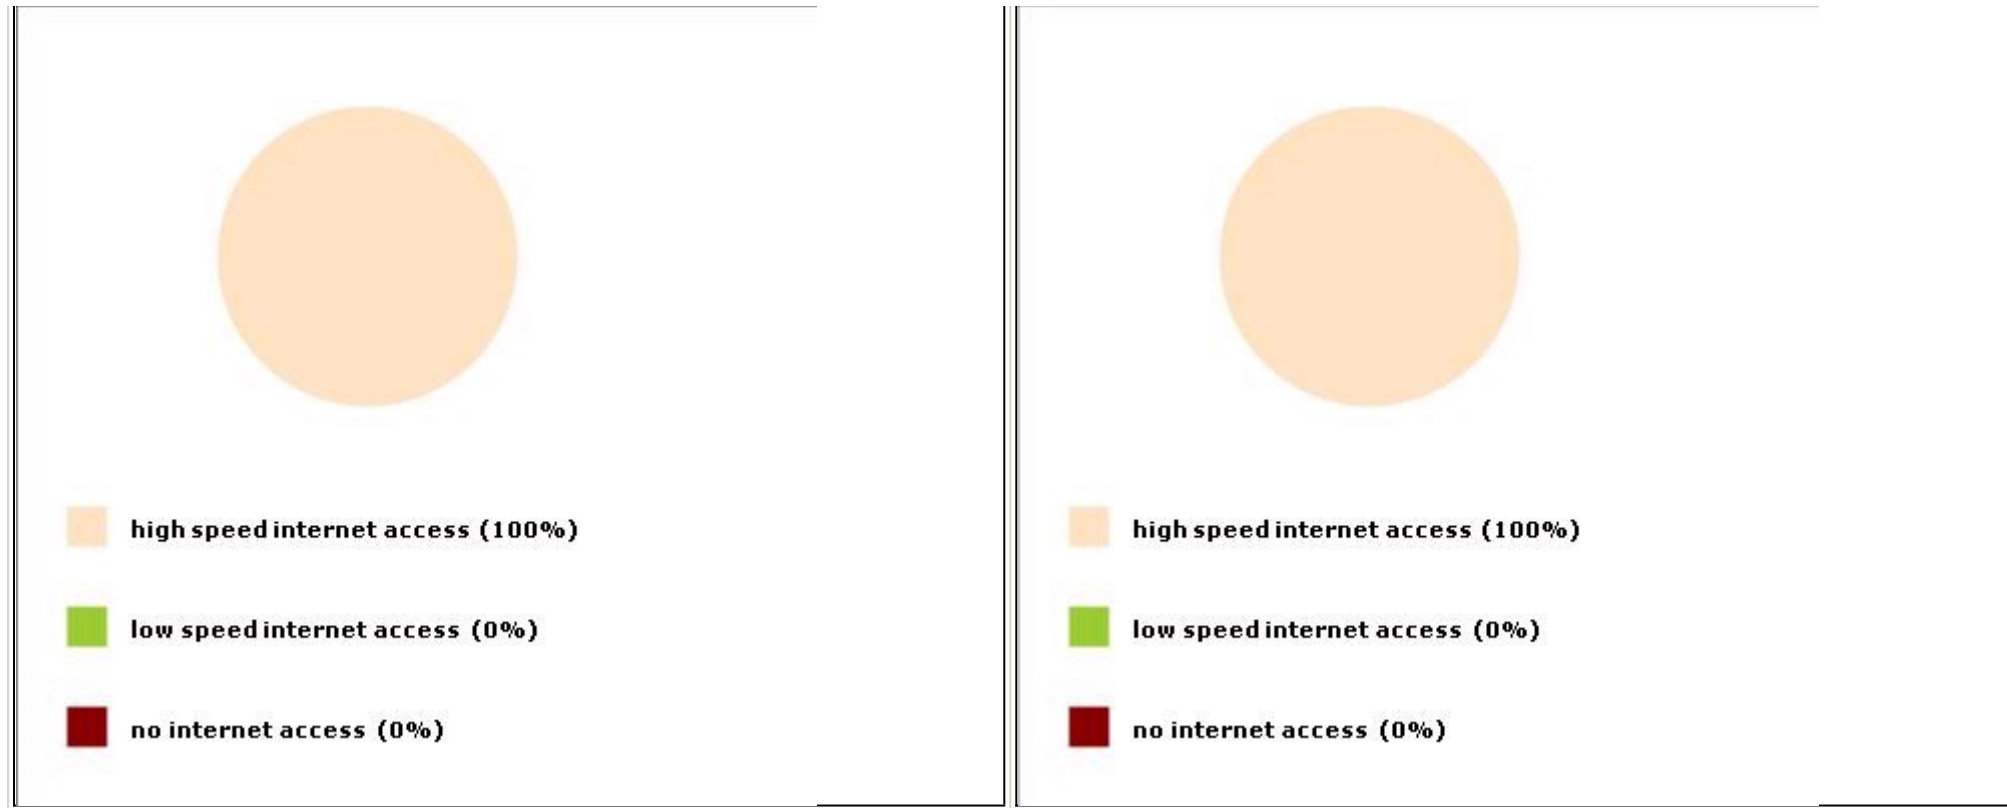 high speed internet access (100%)
low speed internet access (0%)
no internet access (0%)
high speed internet access (100%)
low speed internet access (0%)
no internet access (0%)